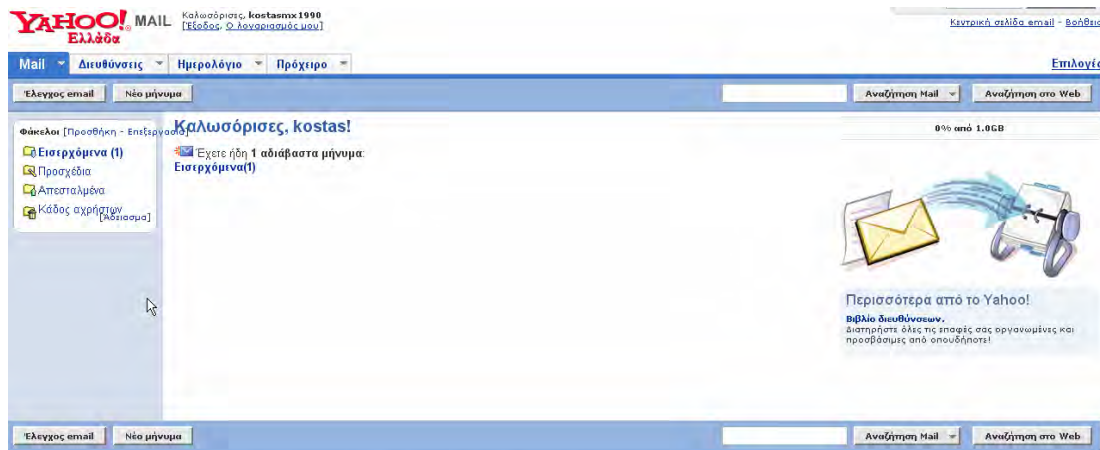 YAHOO! MAIL
Ελλάδα
Καλωσόρισες, kostasmx1990
[Έξοδος, Ο λογαριασμός μου]
Κεντρική σελίδα email - Βοήθεια
Mail Διευθύνσεις Ημερολόγιο Πρόχειρο
Επιλογές
Έλεγχος email Νέο μήνυμα Αναζήτηση Mail Αναζήτηση στο Web
Φάκελοι [Προσθήκη - Επεξεργασία]
Εισερχόμενα (1)
Προσχέδια
Απεσταλμένα
Κάδος αχρήστων
[Άδειασμα]
Καλωσόρισες, kostas!
Έχετε ήδη 1 αδιάβαστα μήνυμα:
Εισερχόμενα(1)
0% από 1.0GB
Περισσότερα από το Yahoo!
Βιβλίο διευθύνσεων.
Διατηρήστε όλες τις επαφές σας οργανωμένες και
προσβάσιμες από οπουδήποτε!
Έλεγχος email Νέο μήνυμα Αναζήτηση Mail Αναζήτηση στο Web